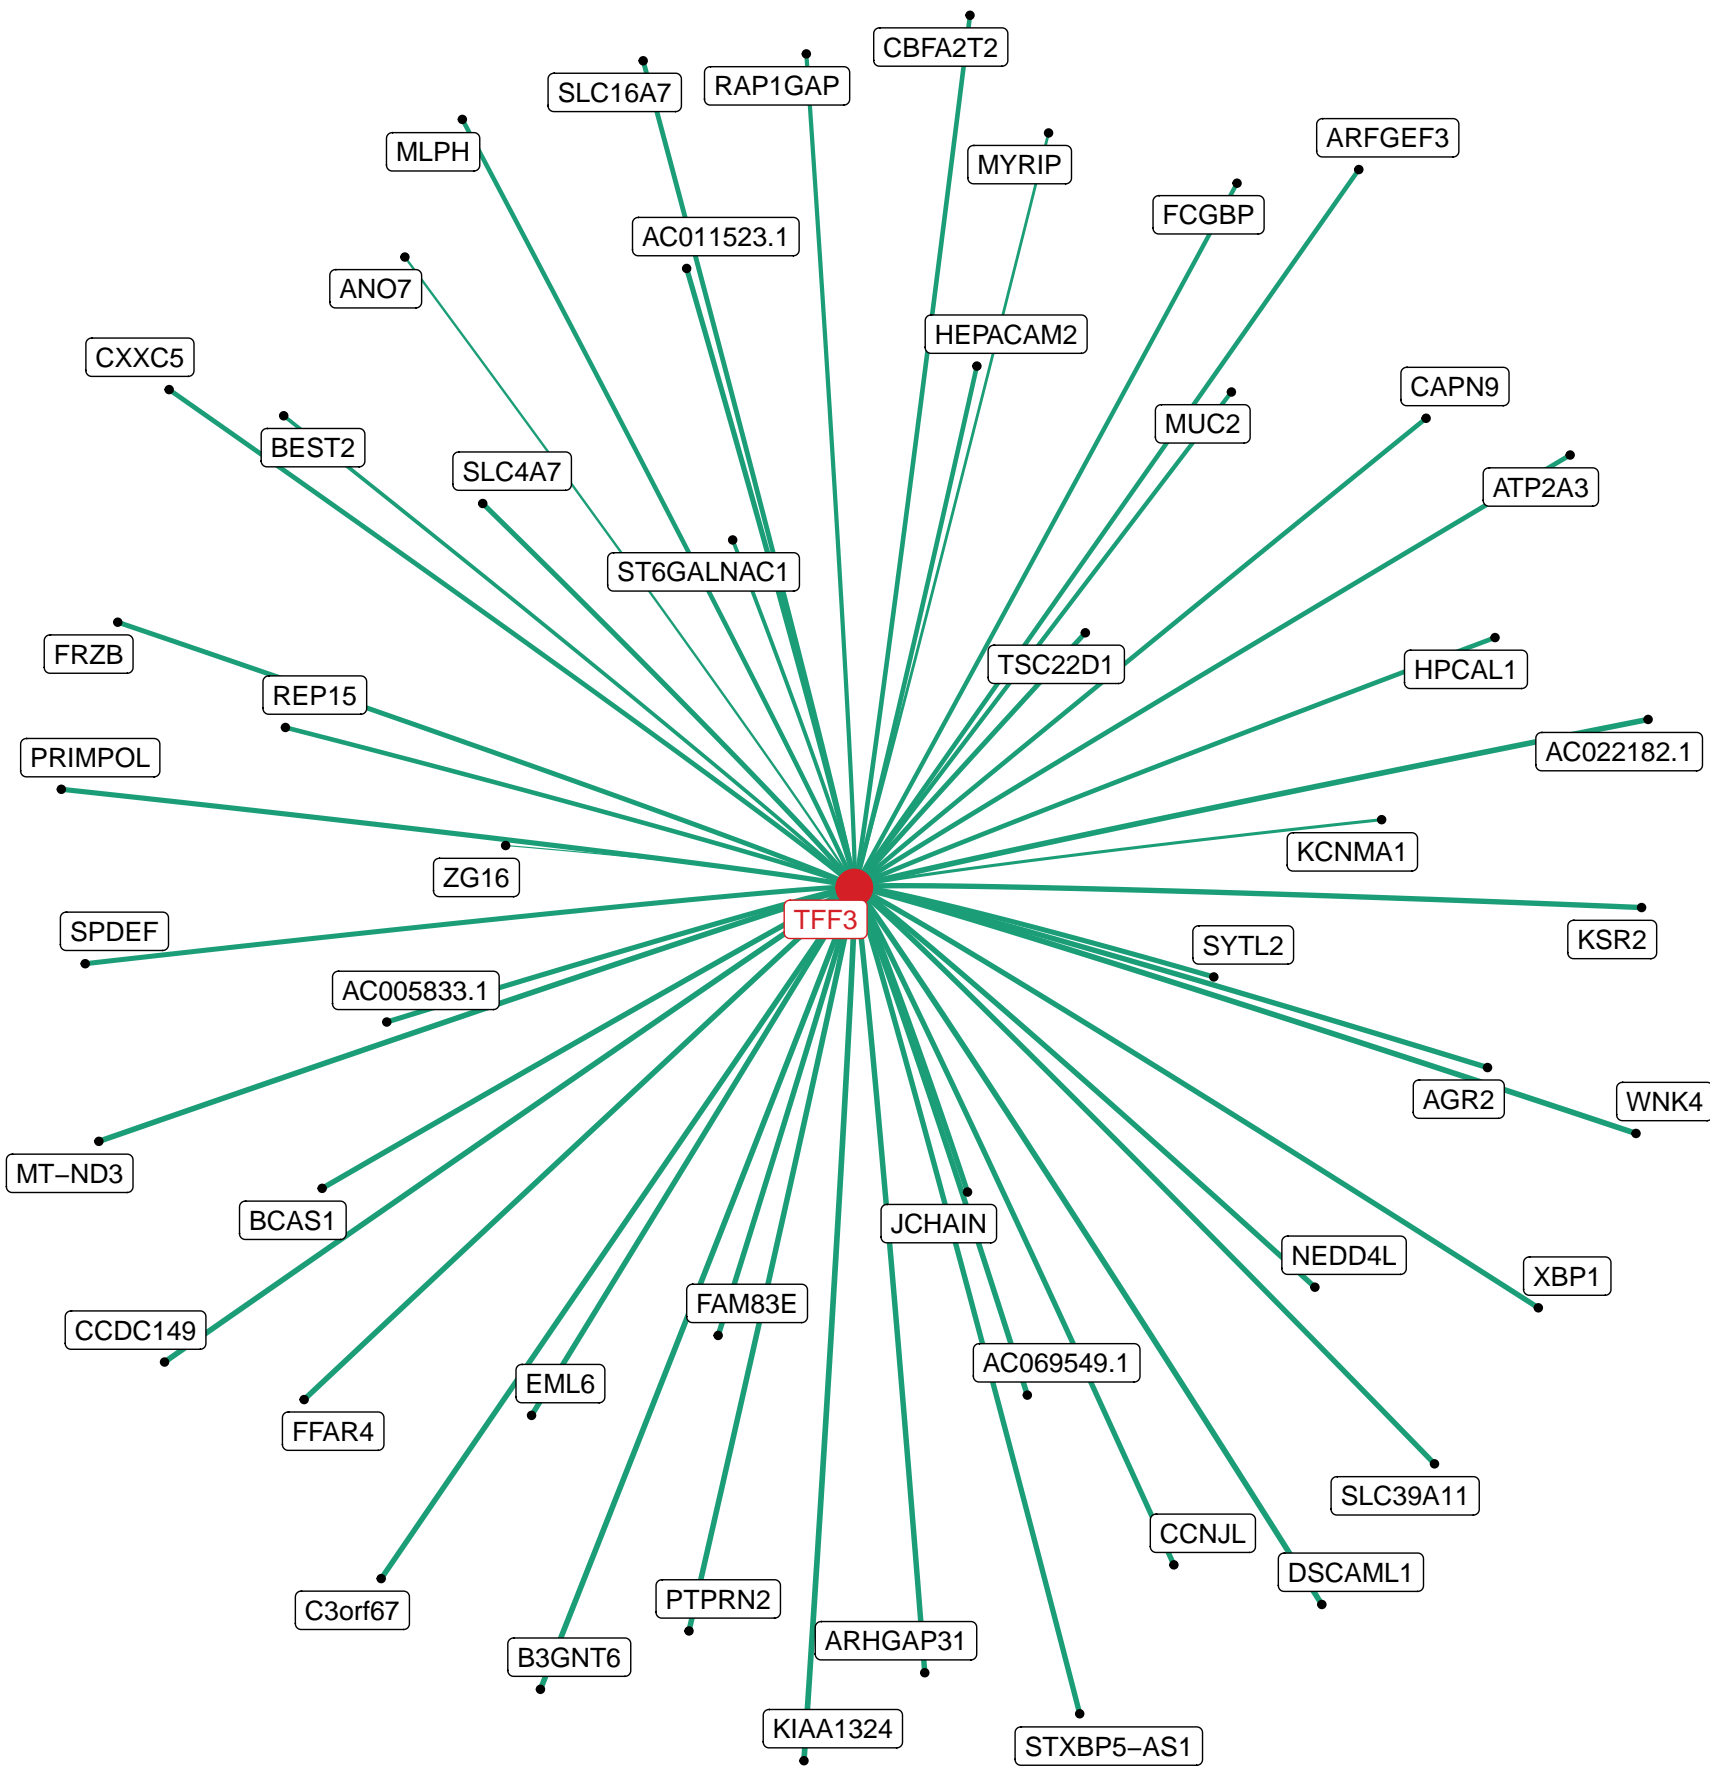 CBFA2T2
RAP1GAP
SLC16A7
ARFGEF3
MLPH
MYRIP
FCGBP
AC011523.1
ANO7
HEPACAM2
CXXC5
CAPN9
MUC2
BEST2
SLC4A7
ATP2A3
ST6GALNAC1
FRZB
TSC22D1
HPCAL1
REP15
AC022182.1
PRIMPOL
KCNMA1
ZG16
TFF3
SPDEF
KSR2
SYTL2
AC005833.1
AGR2
WNK4
MT−ND3
BCAS1
JCHAIN
NEDD4L
XBP1
FAM83E
CCDC149
AC069549.1
EML6
FFAR4
SLC39A11
CCNJL
DSCAML1
PTPRN2
C3orf67
ARHGAP31
B3GNT6
KIAA1324
STXBP5−AS1